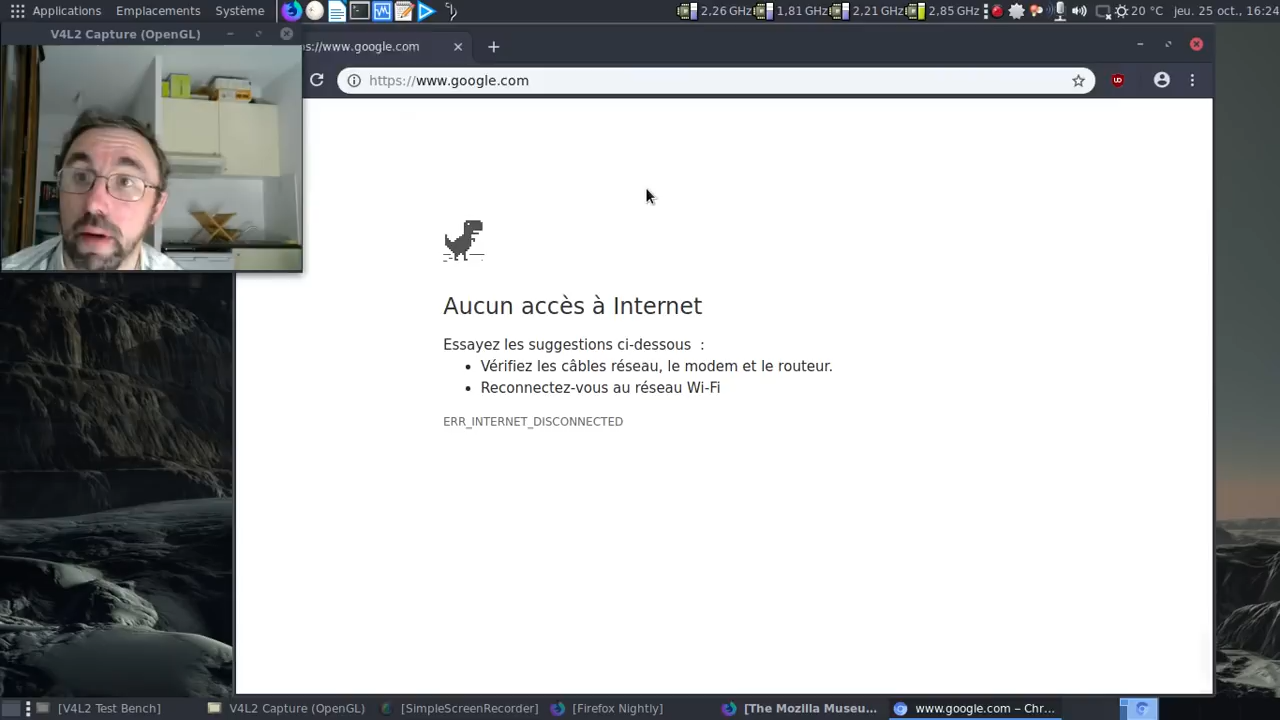 Applications Emplacements Système 2,26 GHz 1,81 GHz 2,21 GHz 2,85 GHz 20 °C jeu. 25 oct., 16:24
V4L2 Capture (OpenGL)
s://www.google.com
https://www.google.com
Aucun accès à Internet
Essayez les suggestions ci-dessous :
• Vérifiez les câbles réseau, le modem et le routeur.
• Reconnectez-vous au réseau Wi-Fi
ERR_INTERNET_DISCONNECTED
[V4L2 Test Bench] V4L2 Capture (OpenGL) [SimpleScreenRecorder] [Firefox Nightly] [The Mozilla Museu... www.google.com – Chr...